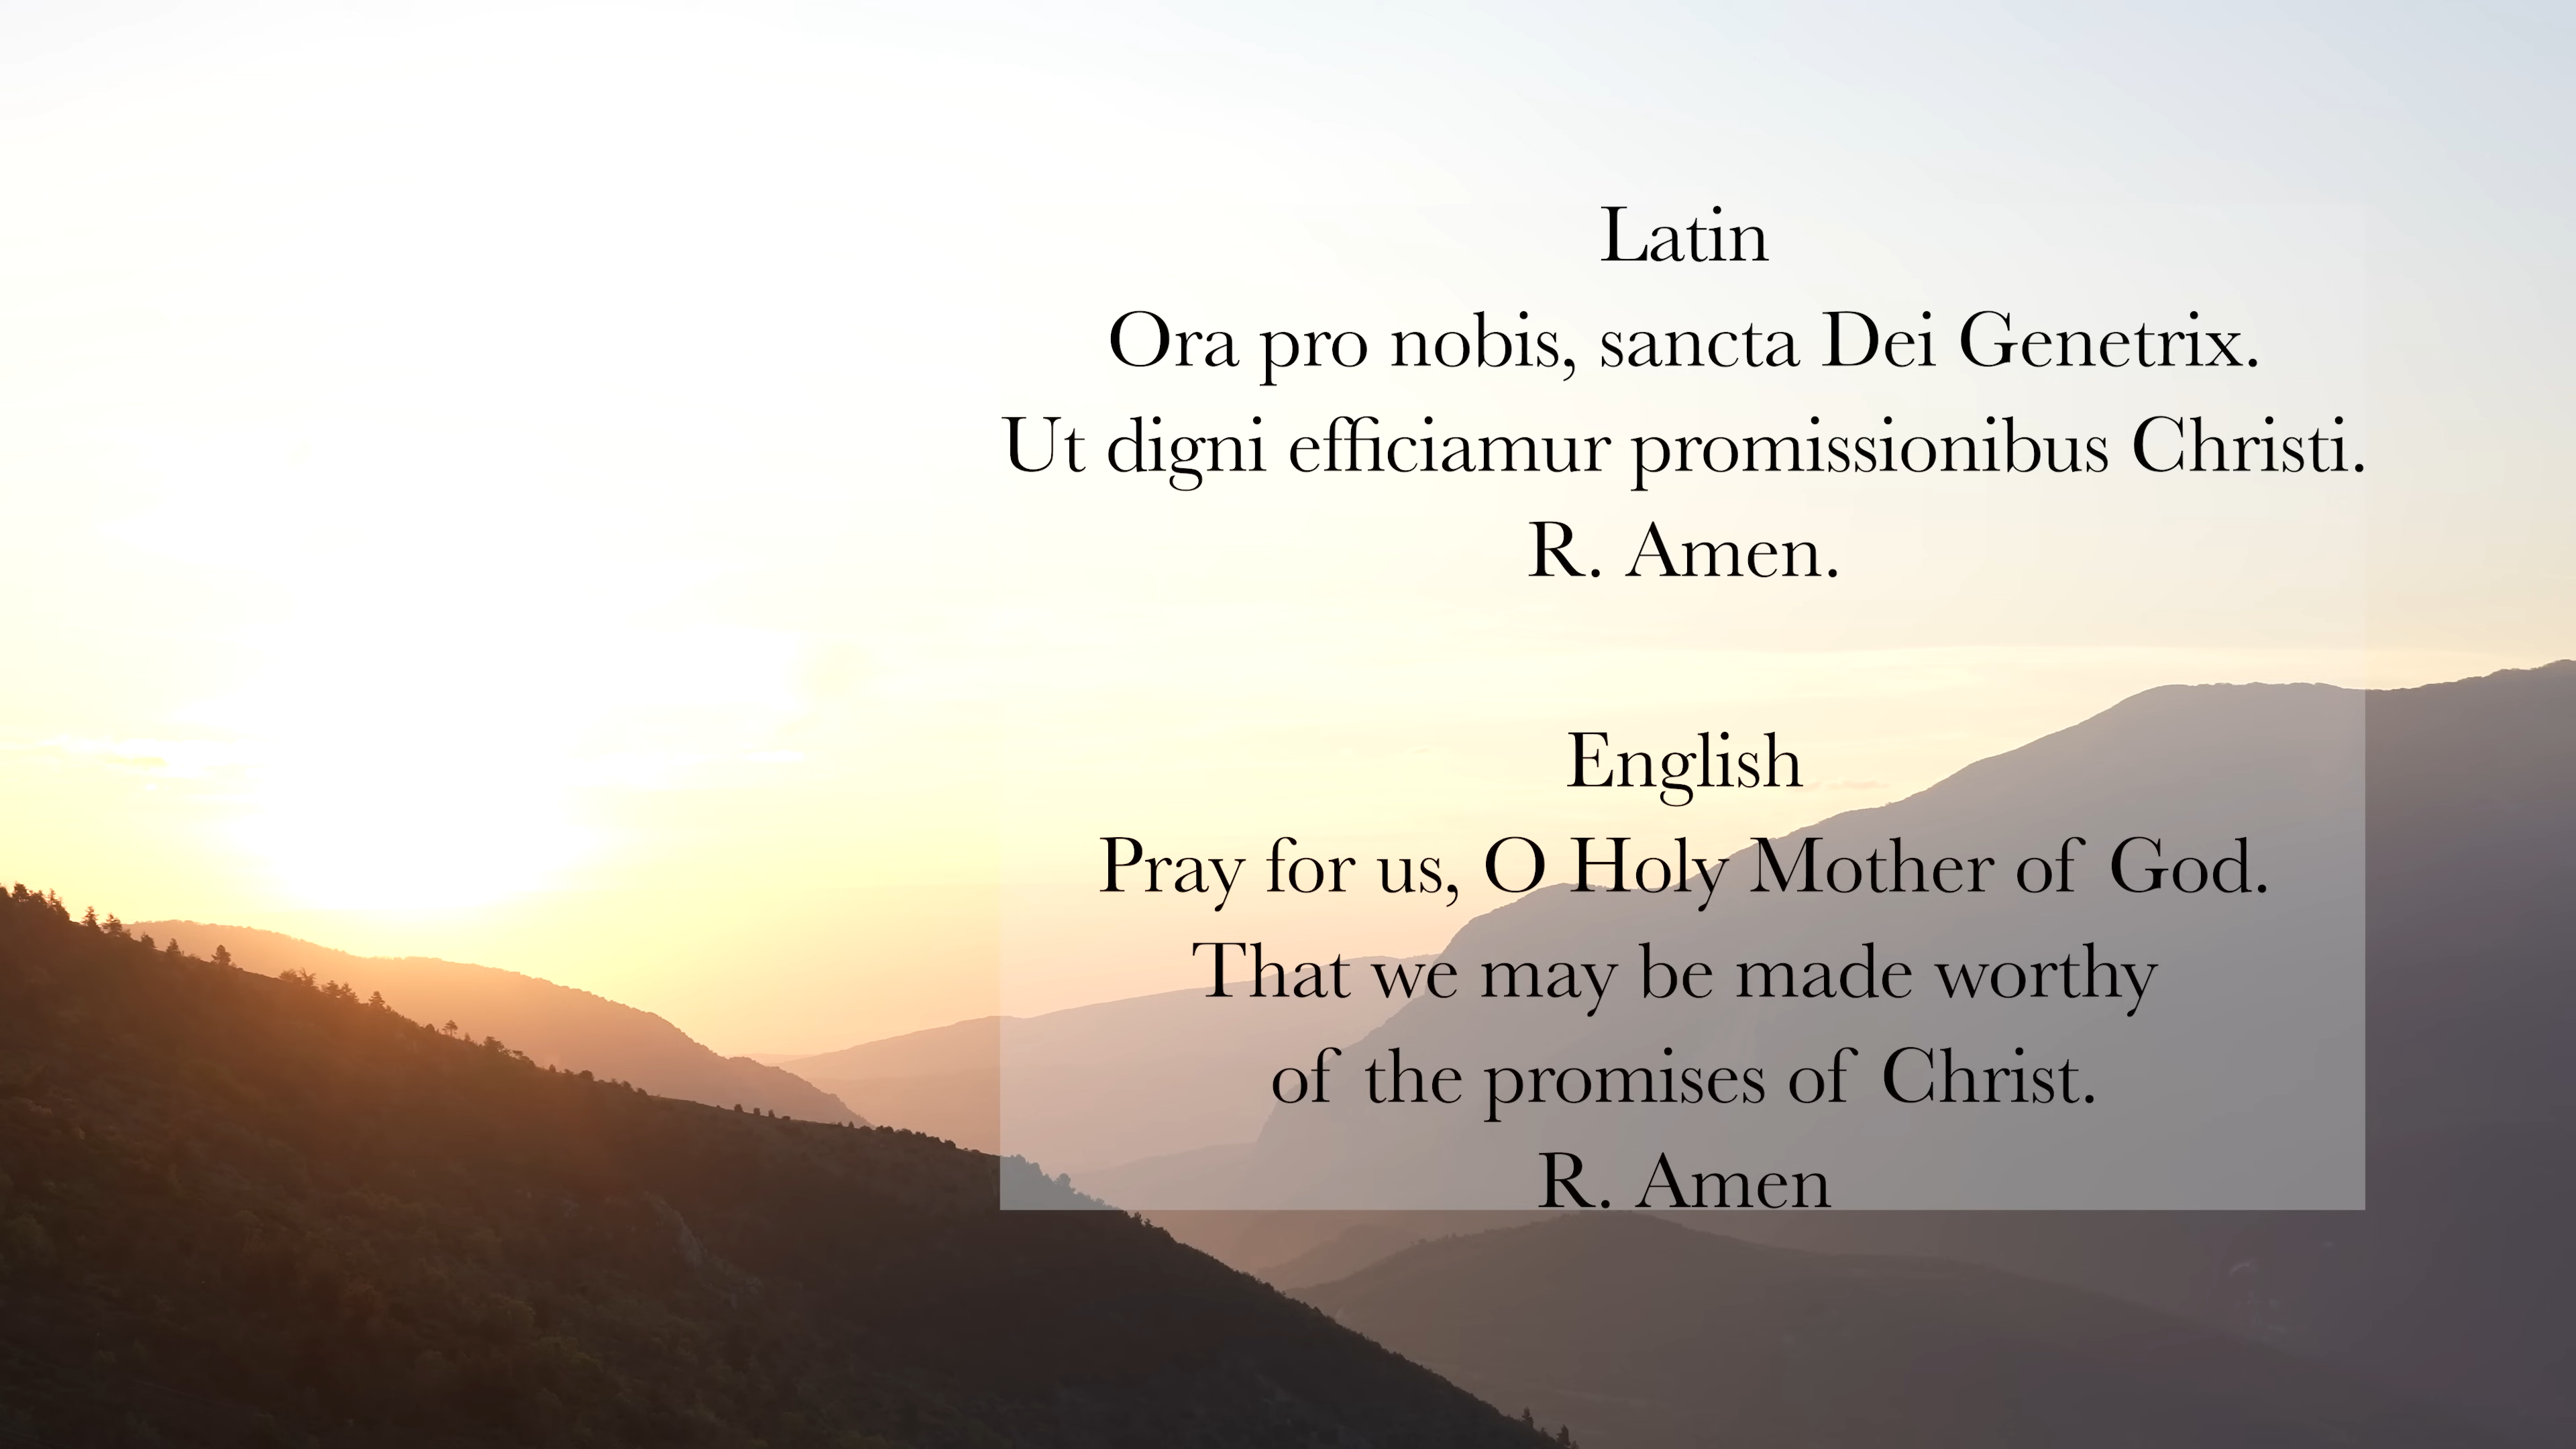 Latin
Ora pro nobis, sancta Dei Genetrix.
Ut digni efficiamur promissionibus Christi.
R. Amen.
English
Pray for us, O Holy Mother of God.
That we may be made worthy
of the promises of Christ.
R. Amen